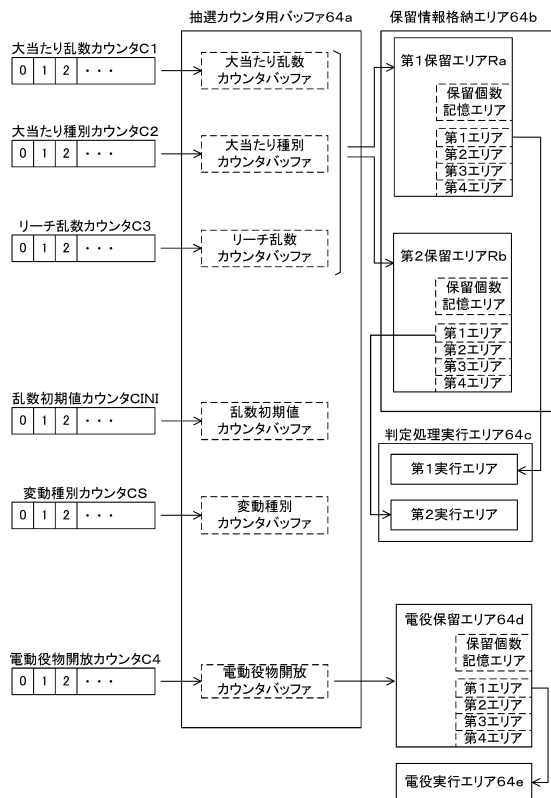 抽選カウンタ用バッファ64a
保留情報格納エリア64b
大当たり乱数カウンタC1
0 1 2 ・・・
大当たり乱数
カウンタバッファ
大当たり種別カウンタC2
0 1 2 ・・・
大当たり種別
カウンタバッファ
リーチ乱数カウンタC3
0 1 2 ・・・
リーチ乱数
カウンタバッファ
第1保留エリアRa
保留個数
記憶エリア
第1エリア
第2エリア
第3エリア
第4エリア
第2保留エリアRb
保留個数
記憶エリア
第1エリア
第2エリア
第3エリア
第4エリア
乱数初期値カウンタCINI
0 1 2 ・・・
乱数初期値
カウンタバッファ
変動種別カウンタCS
0 1 2 ・・・
変動種別
カウンタバッファ
判定処理実行エリア64c
第1実行エリア
第2実行エリア
電動役物開放カウンタC4
0 1 2 ・・・
電動役物開放
カウンタバッファ
電役保留エリア64d
保留個数
記憶エリア
第1エリア
第2エリア
第3エリア
第4エリア
電役実行エリア64e